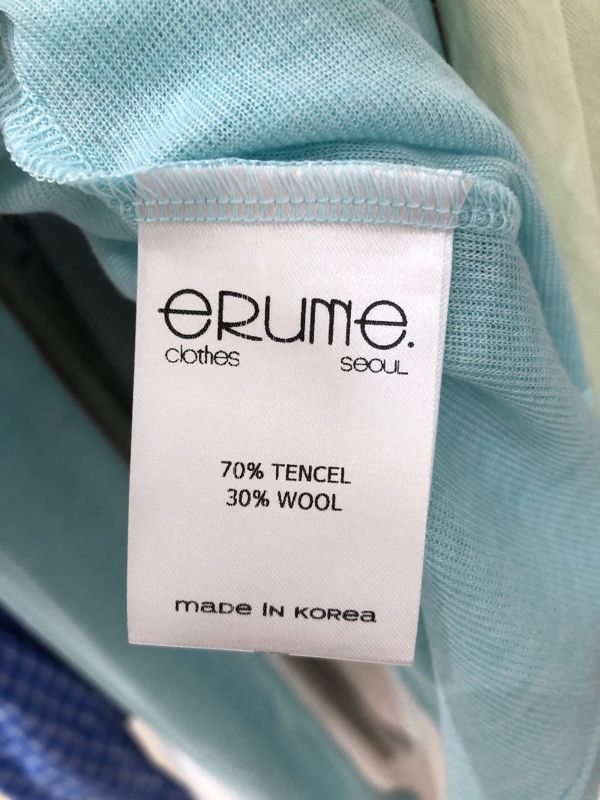 eRume.
clothes SEOUL
70% TENCEL
30% WOOL
made IN KOREA